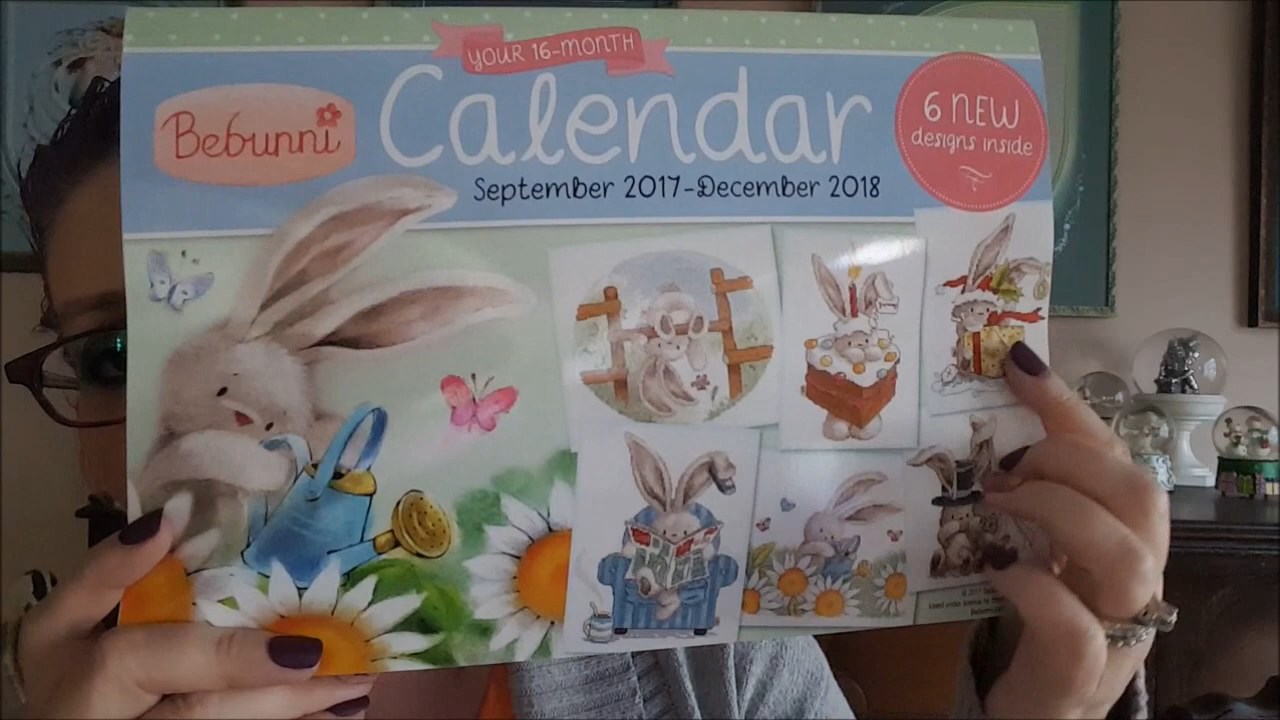 YOUR 16-MONTH
Bebunni
Calendar
September 2017-December 2018
6 NEW
designs inside